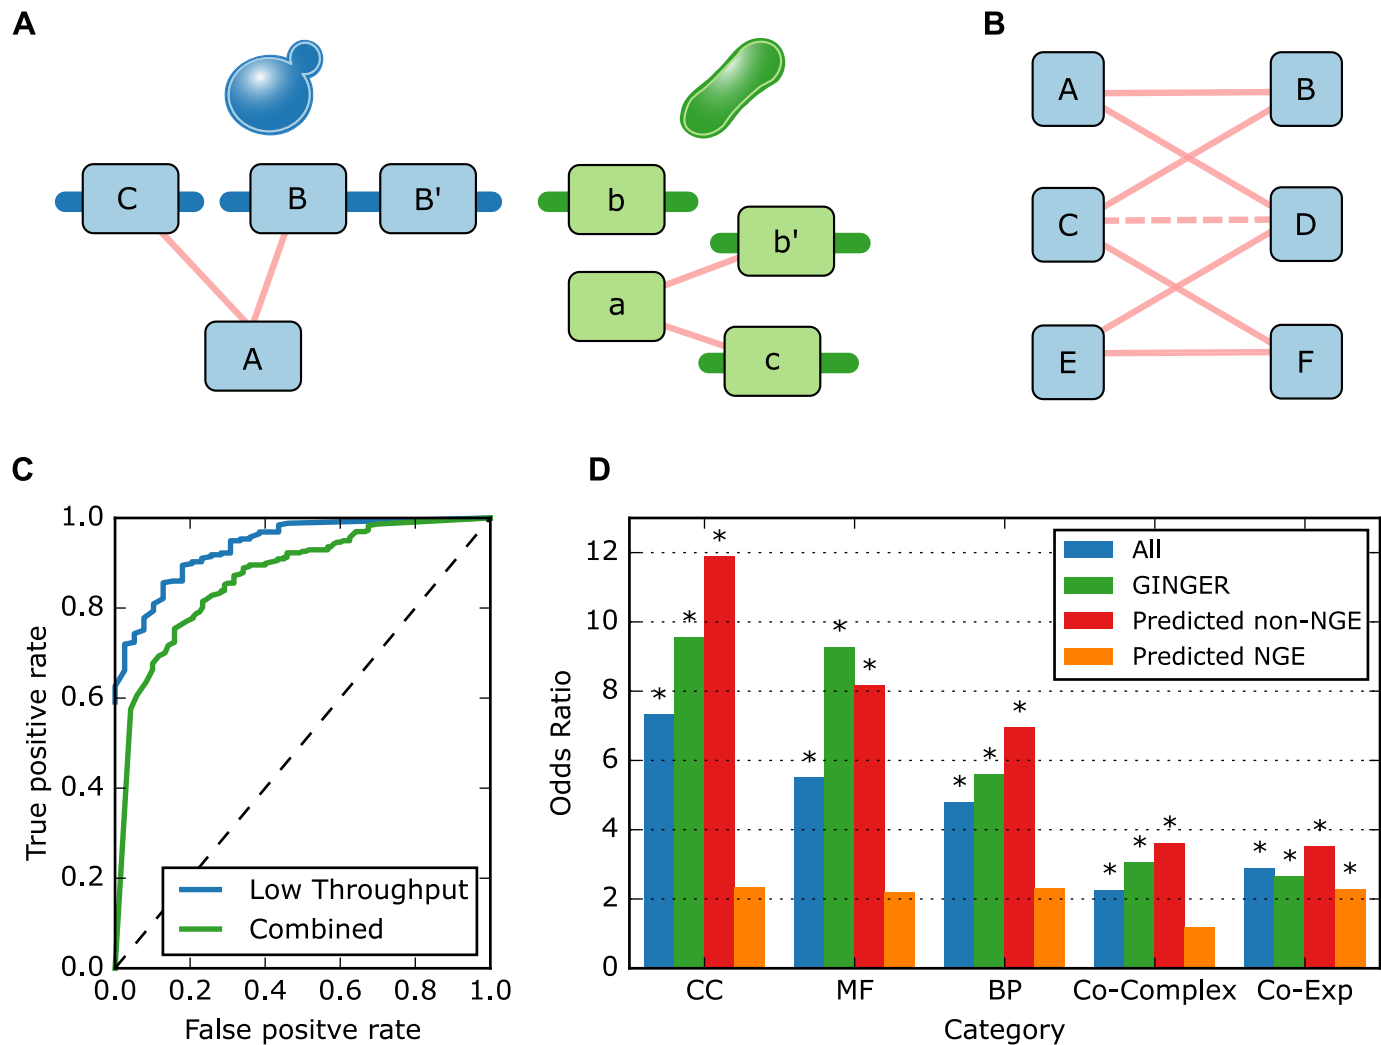 A
B
C
B
B'
A
b
b'
a
c
A
B
C
D
E
F
C
D
1.0
0.8
0.6
0.4
0.2
0.0
0.0 0.2 0.4 0.6 0.8 1.0
True positive rate
False positve rate
Low Throughput
Combined
12
10
8
6
4
2
0
Odds Ratio
* * *
* * *
* * *
* * *
* * * *
All
GINGER
Predicted non-NGE
Predicted NGE
CC MF BP Co-Complex Co-Exp
Category